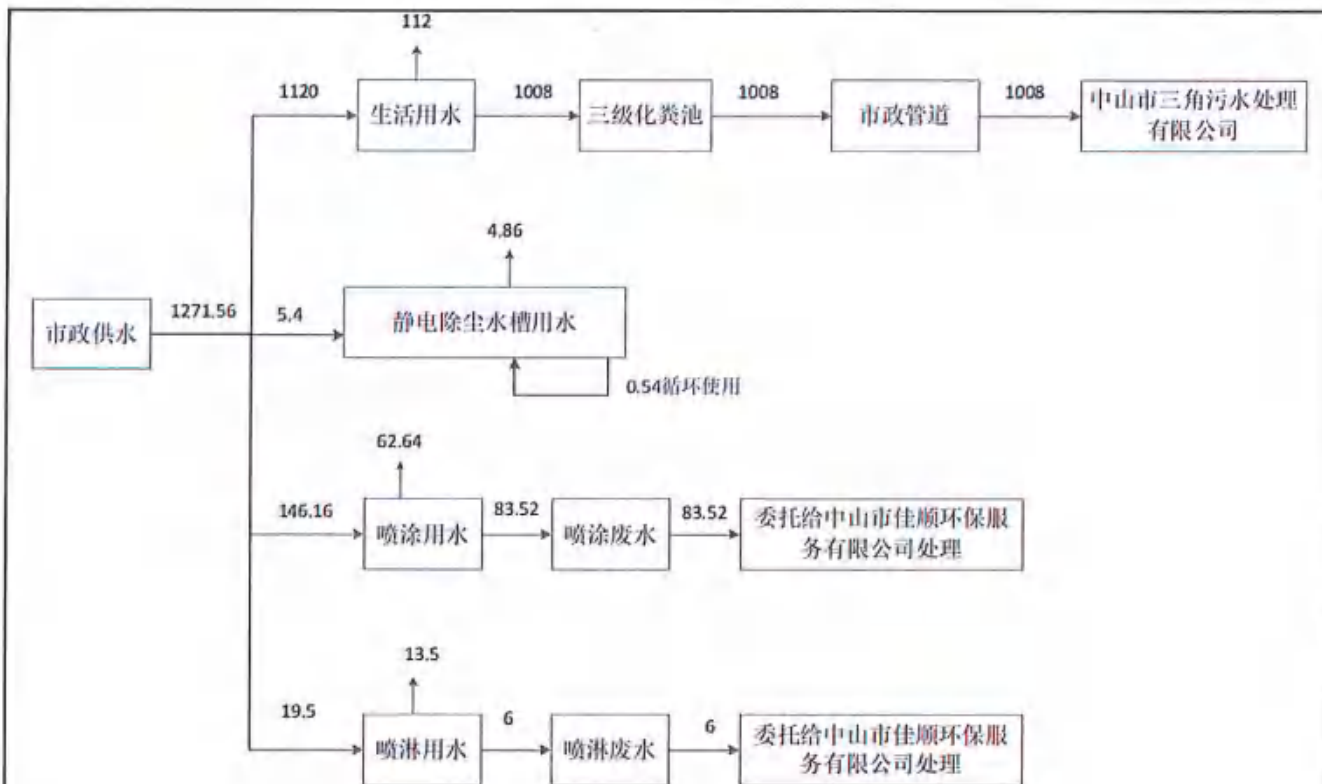 112
1120
生活用水
1008
三级化粪池
1008
市政管道
1008
中山市三角污水处理
有限公司
4.86
市政供水
1271.56
5.4
静电除尘水槽用水
0.54循环使用
62.64
146.16
喷涂用水
83.52
喷涂废水
83.52
委托给中山市佳顺环保服
务有限公司处理
13.5
19.5
喷淋用水
6
喷淋废水
6
委托给中山市佳顺环保服
务有限公司处理